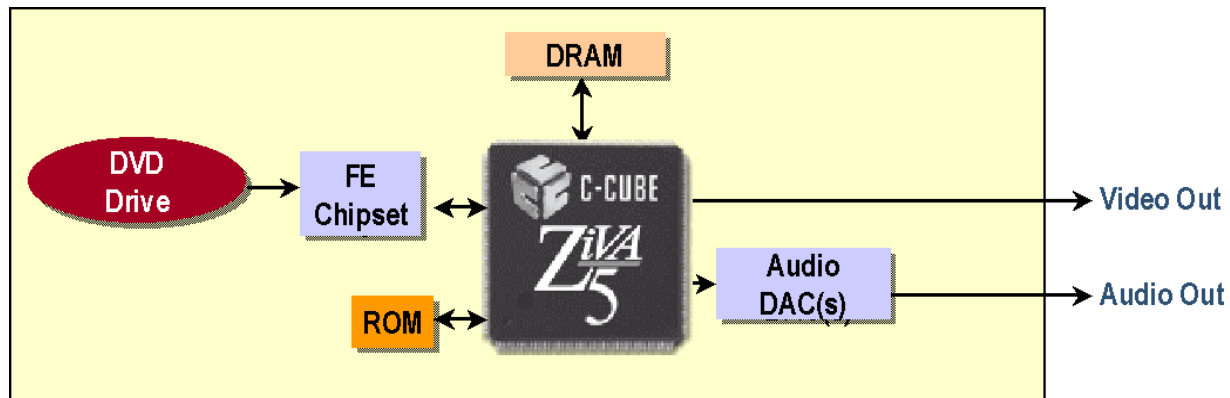 DRAM
DVD
Drive
FE
Chipset
C-CUBE
ZiVA
5
ROM
Audio
DAC(s)
Video Out
Audio Out